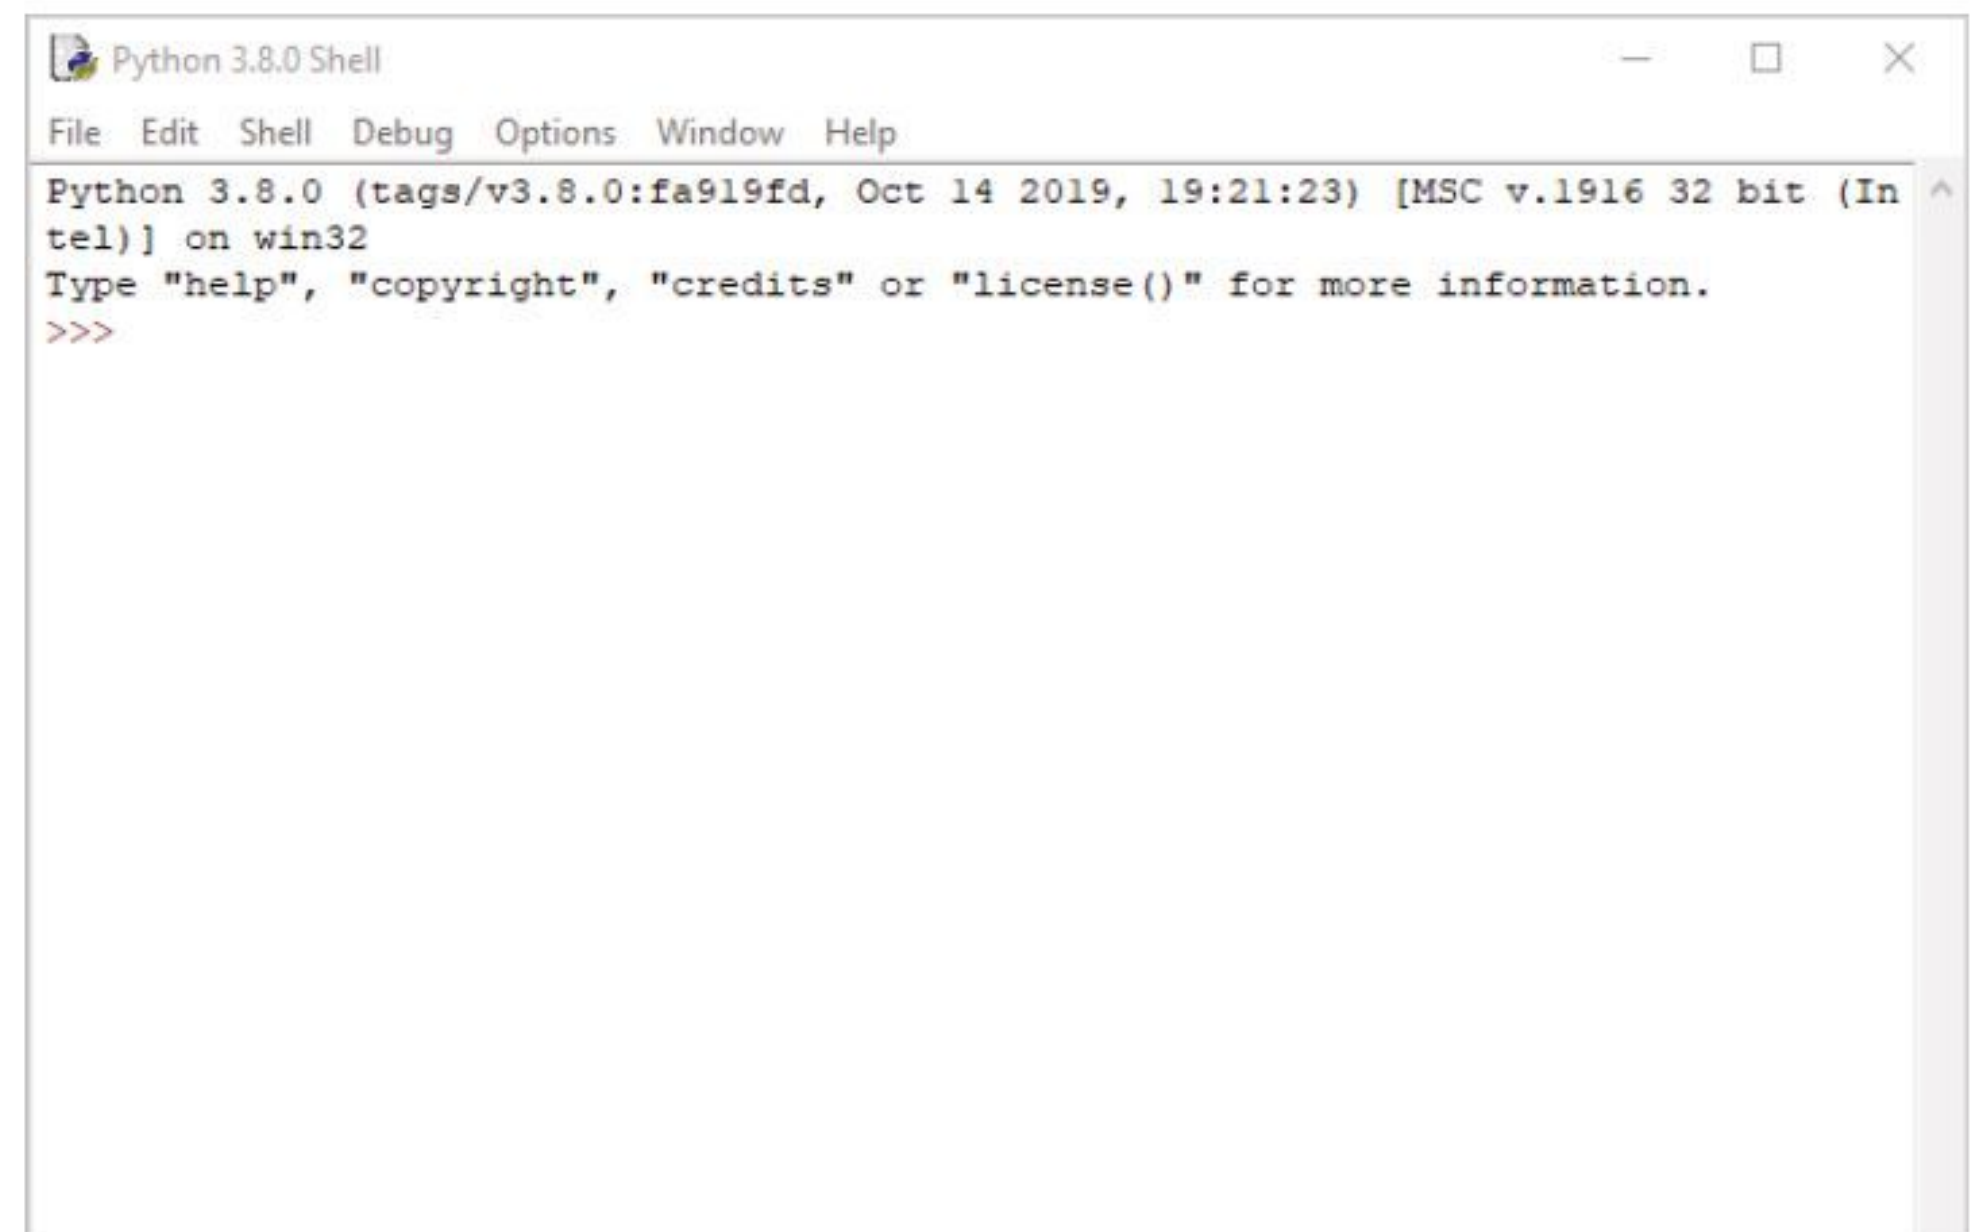 Python 3.8.0 Shell
File Edit Shell Debug Options Window Help
Python 3.8.0 (tags/v3.8.0:fa919fd, Oct 14 2019, 19:21:23) [MSC v.1916 32 bit (In
tel)] on win32
Type "help", "copyright", "credits" or "license()" for more information.
>>>